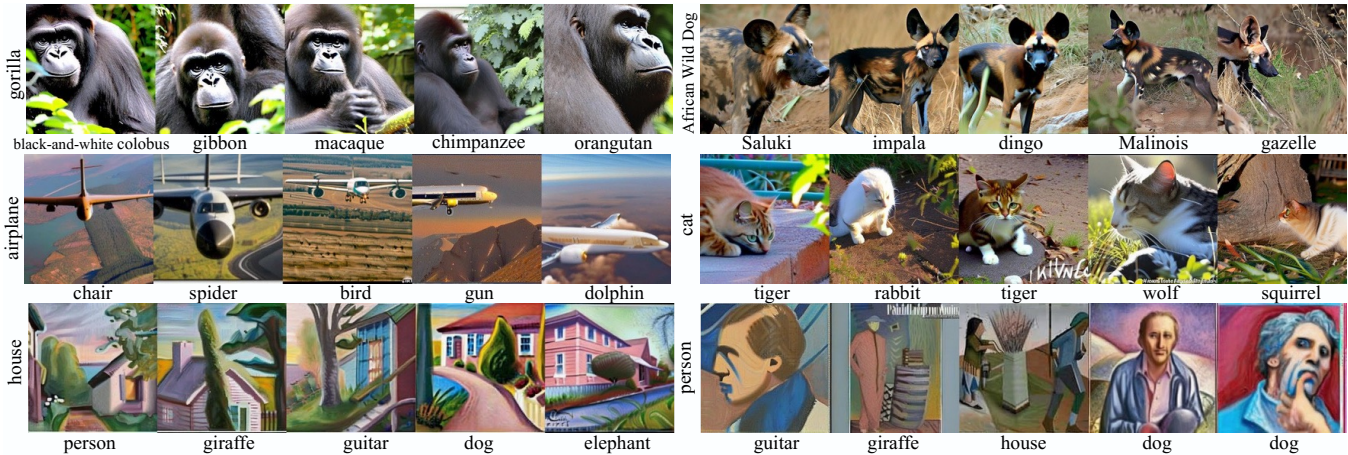 gorilla
black-and-white colobus gibbon macaque chimpanzee orangutan
African Wild Dog
Saluki impala dingo Malinois gazelle
airplane
chair spider bird gun dolphin
cat
tiger rabbit tiger wolf squirrel
house
person giraffe guitar dog elephant
person
guitar giraffe house dog dog